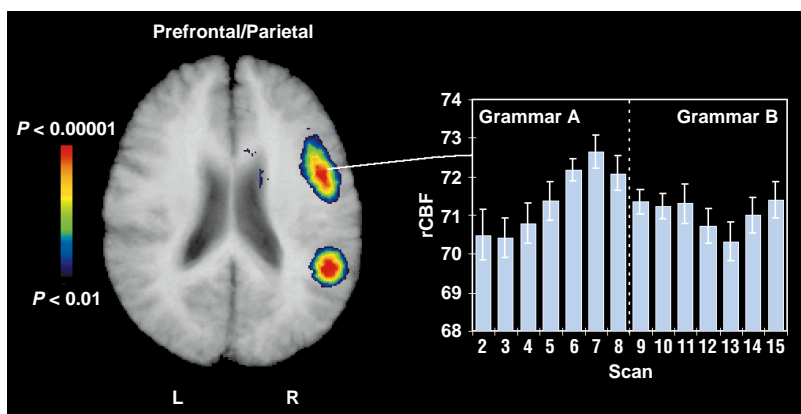 Prefrontal/Parietal
P < 0.00001
P < 0.01
L R
74
73
72
71
70
69
68
rCBF
Grammar A Grammar B
2 3 4 5 6 7 8 9 10 11 12 13 14 15
Scan